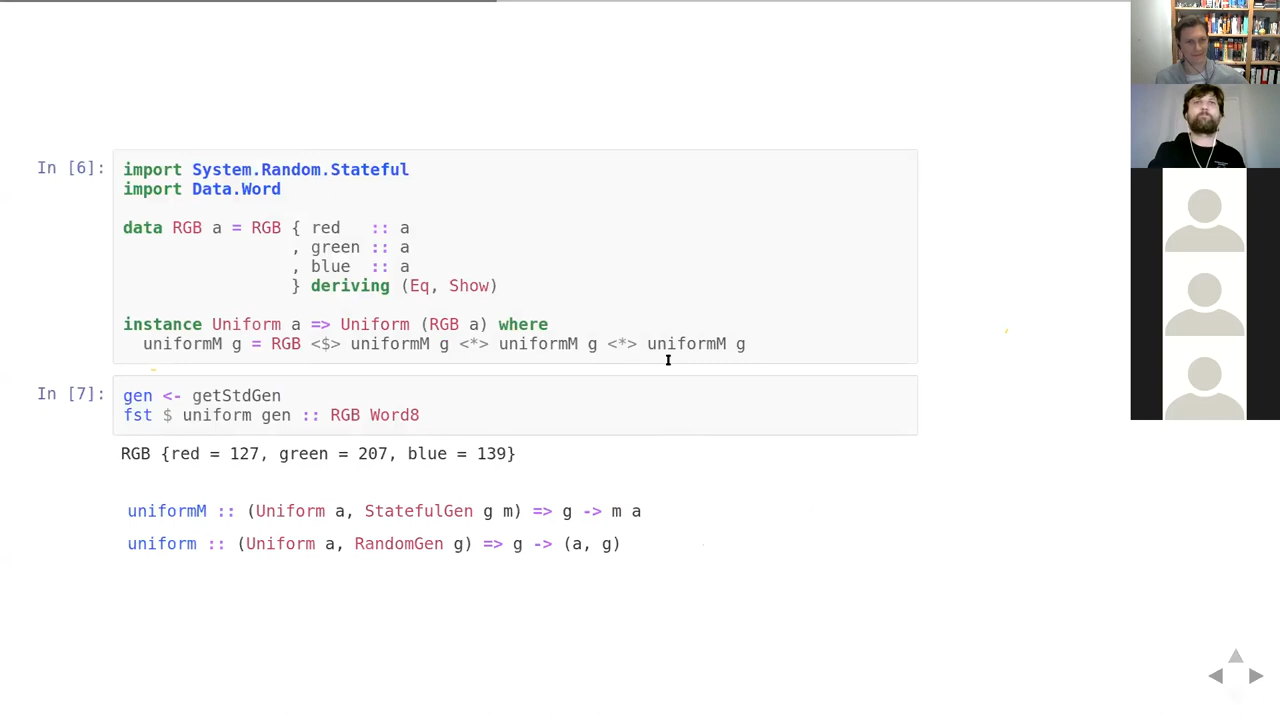 In [6]:
import System.Random.Stateful
import Data.Word
data RGB a = RGB { red   :: a
, green :: a
, blue  :: a
} deriving (Eq, Show)
instance Uniform a => Uniform (RGB a) where
uniformM g = RGB <$> uniformM g <*> uniformM g <*> uniformM g
In [7]:
gen <- getStdGen
fst $ uniform gen :: RGB Word8
RGB {red = 127, green = 207, blue = 139}
uniformM :: (Uniform a, StatefulGen g m) => g -> m a
uniform :: (Uniform a, RandomGen g) => g -> (a, g)